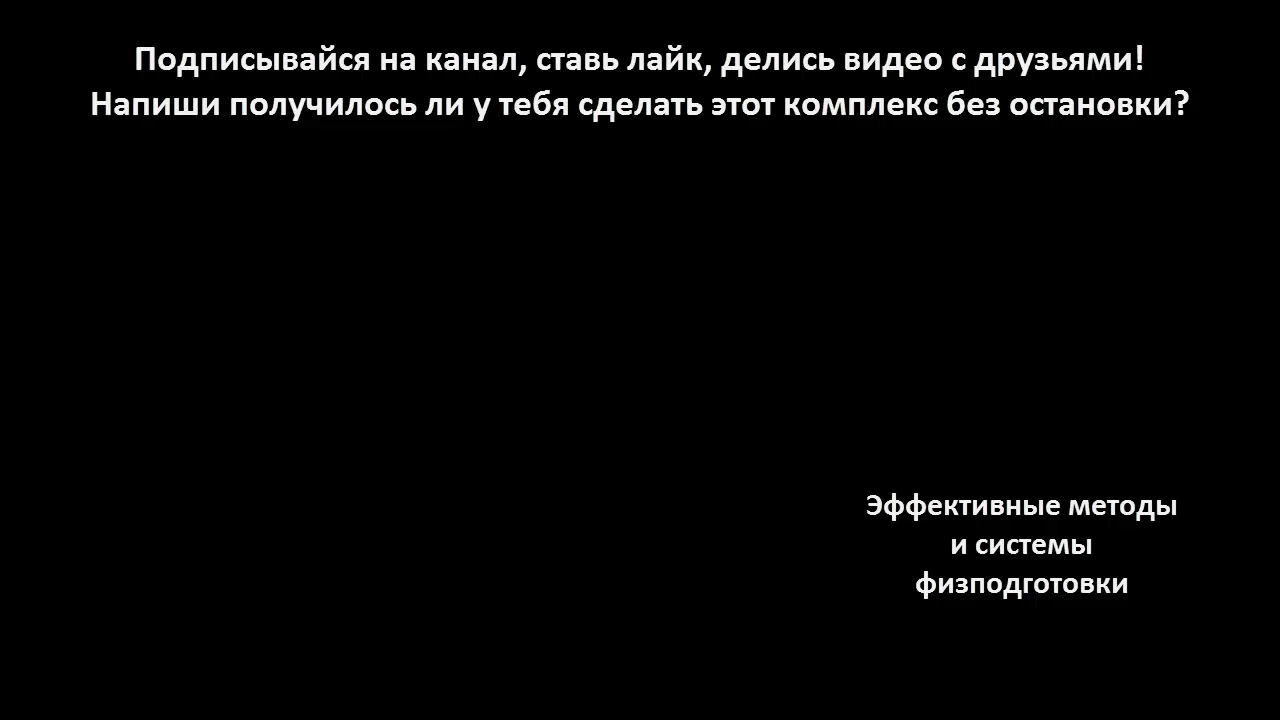 Подписывайся на канал, ставь лайк, делись видео с друзьями!
Напиши получилось ли у тебя сделать этот комплекс без остановки?
Эффективные методы
и системы
физподготовки